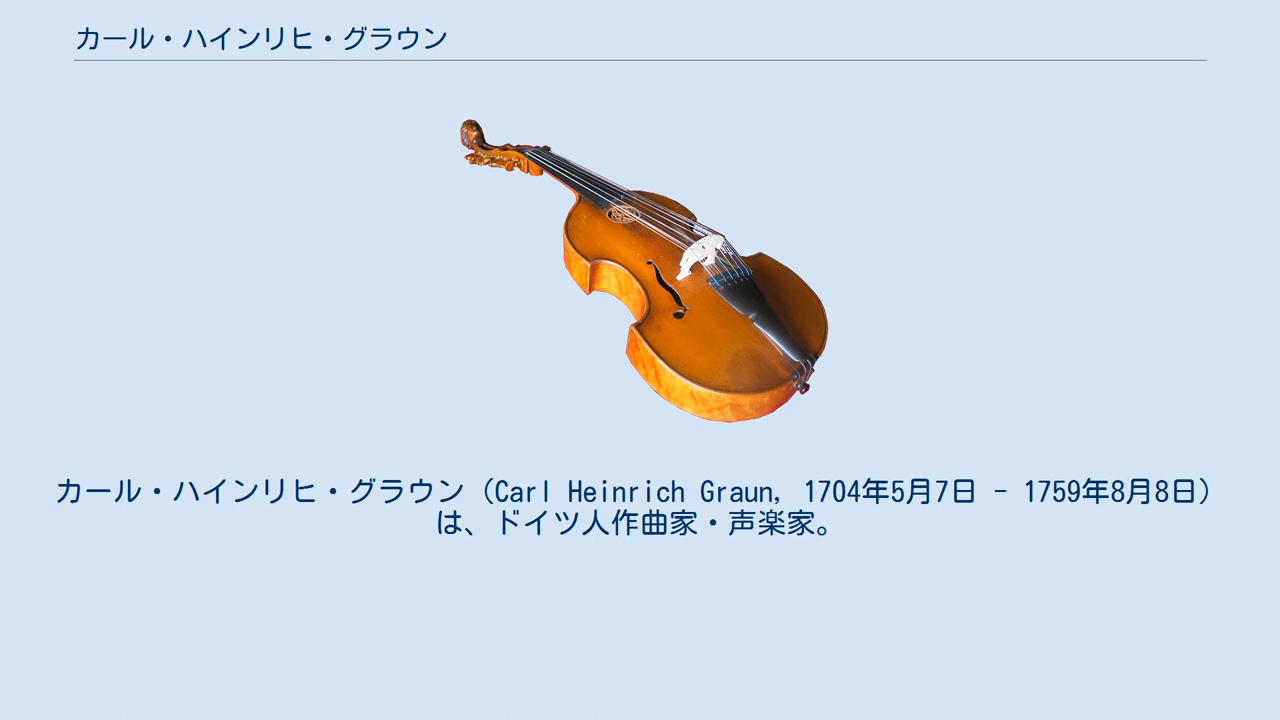 カール・ハインリヒ・グラウン
カール・ハインリヒ・グラウン（Carl Heinrich Graun, 1704年5月7日 - 1759年8月8日）
は、ドイツ人作曲家・声楽家。